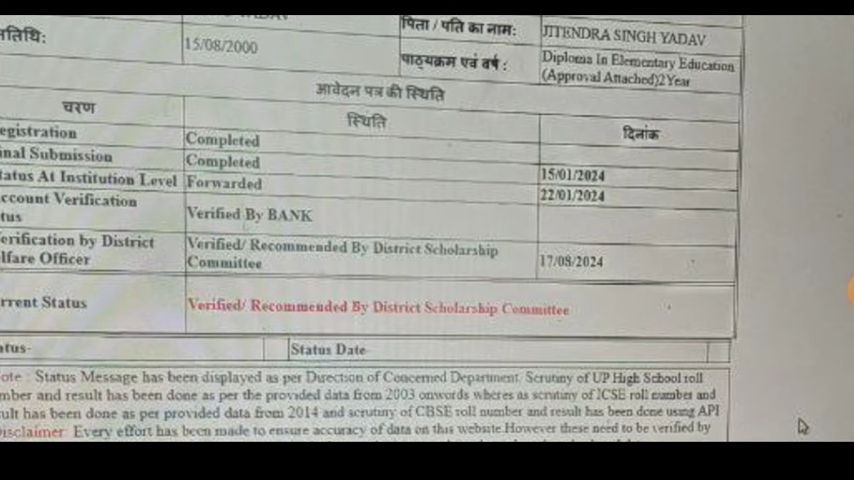 YADAV
पिता / पति का नाम: JITENDRA SINGH YADAV
तिथि: 15/08/2000
पाठ्यक्रम एवं वर्ष : Diploma In Elementary Education
(Approval Attached)2Year
आवेदन पत्र की स्थिति
चरण स्थिति दिनांक
egistration Completed
inal Submission Completed 15/01/2024
tatus At Institution Level Forwarded 22/01/2024
ccount Verification
tus Verified By BANK
erification by District
lfare Officer Verified/ Recommended By District Scholarship
Committee 17/08/2024
rrent Status Verified/ Recommended By District Scholarship Committee
atus- Status Date-
ote : Status Message has been displayed as per Direction of Concerned Department. Scrutiny of UP High School roll
mber and result has been done as per the provided data from 2003 onwords wheres as scrutiny of ICSE roll number and
ult has been done as per provided data from 2014 and scrutiny of CBSE roll number and result has been done using API
isclaimer: Every effort has been made to ensure accuracy of data on this website.However these need to be verified by